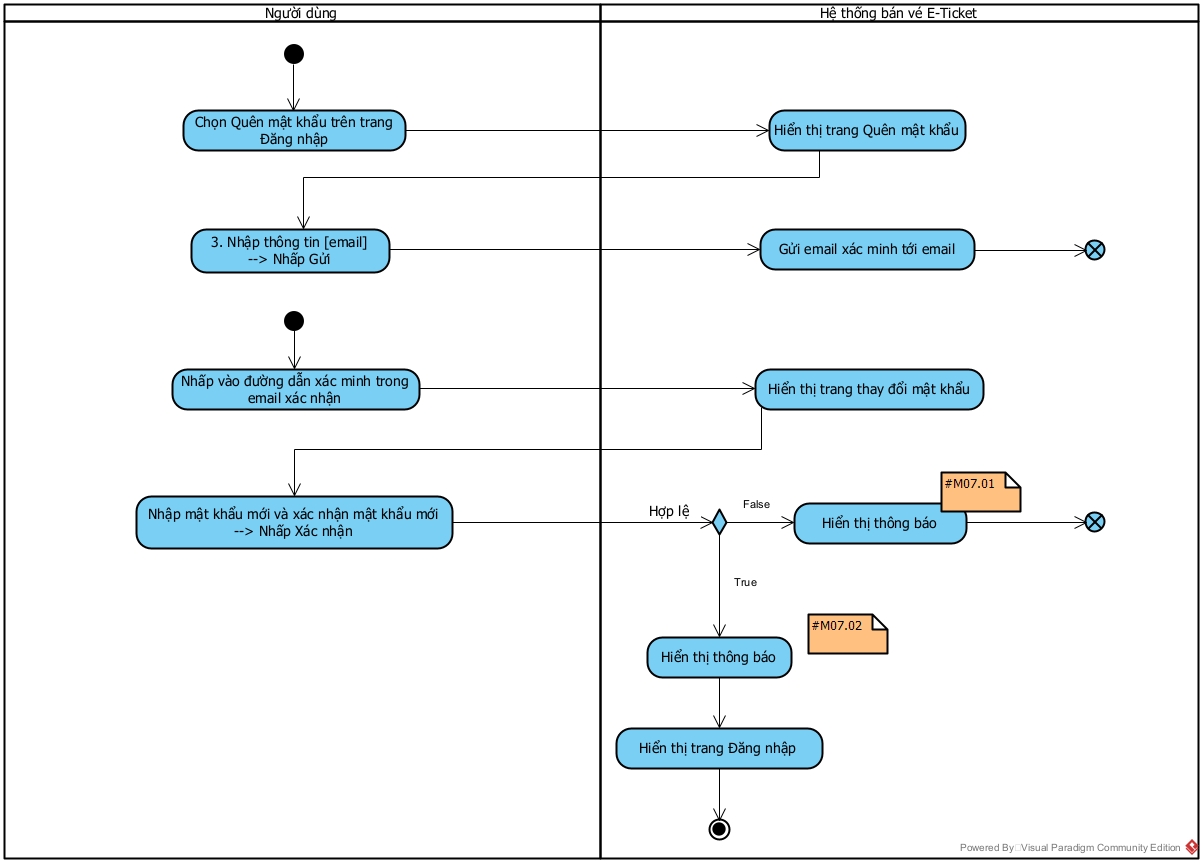 Người dùng
Hệ thống bán vé E-Ticket
Chọn Quên mật khẩu trên trang
Đăng nhập
Hiển thị trang Quên mật khẩu
3. Nhập thông tin [email]
--> Nhấp Gửi
Gửi email xác minh tới email
Nhấp vào đường dẫn xác minh trong
email xác nhận
Hiển thị trang thay đổi mật khẩu
Nhập mật khẩu mới và xác nhận mật khẩu mới
--> Nhấp Xác nhận
Hợp lệ
False
#M07.01
Hiển thị thông báo
True
#M07.02
Hiển thị thông báo
Hiển thị trang Đăng nhập
Powered By Visual Paradigm Community Edition